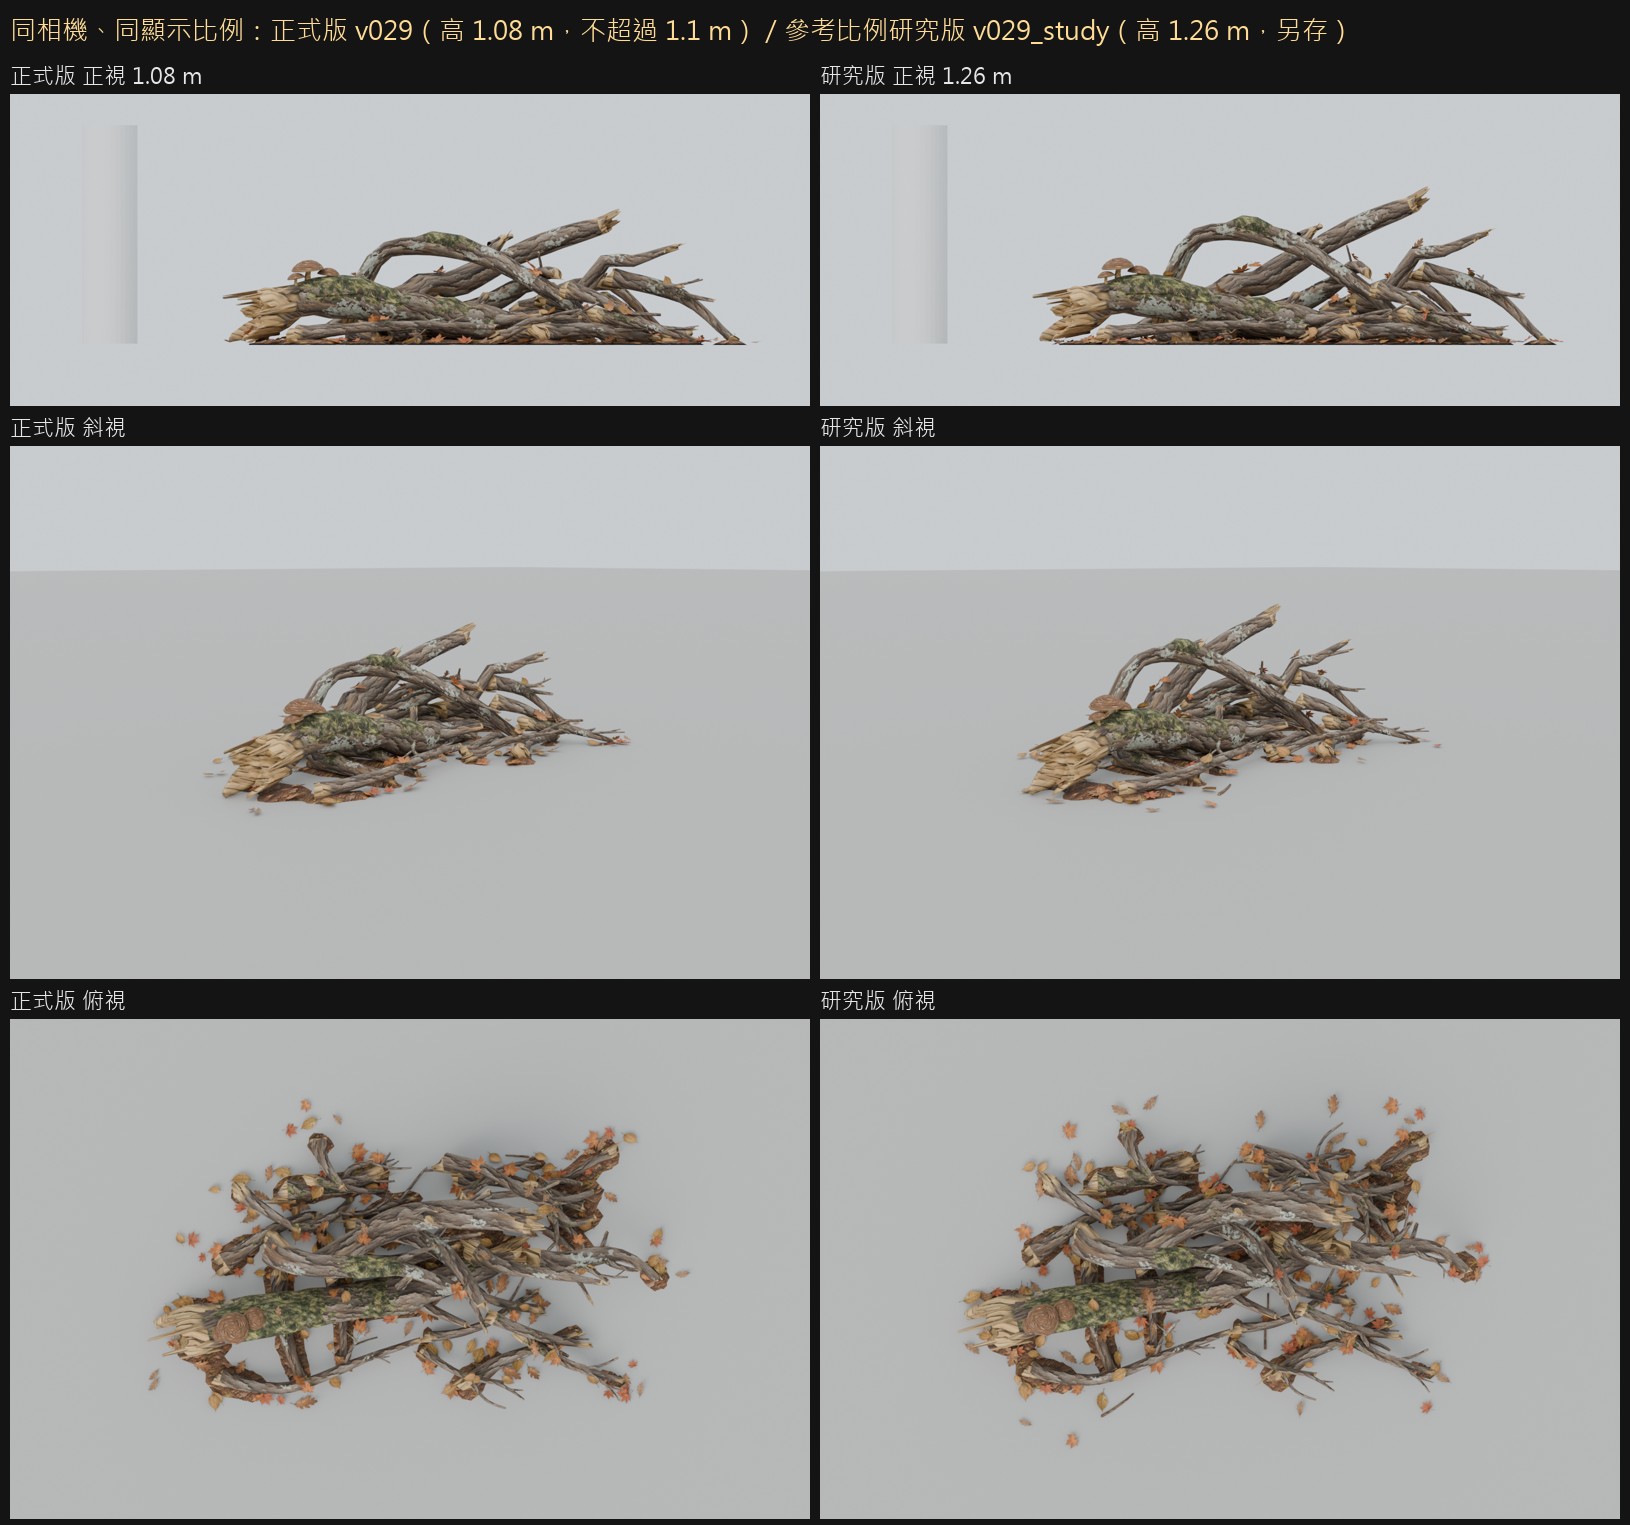 同相機、同顯示比例：正式版 v029（高 1.08 m，不超過 1.1 m）/ 參考比例研究版 v029_study（高 1.26 m，另存）
正式版 正視 1.08 m
研究版 正視 1.26 m
正式版 斜視
研究版 斜視
正式版 俯視
研究版 俯視